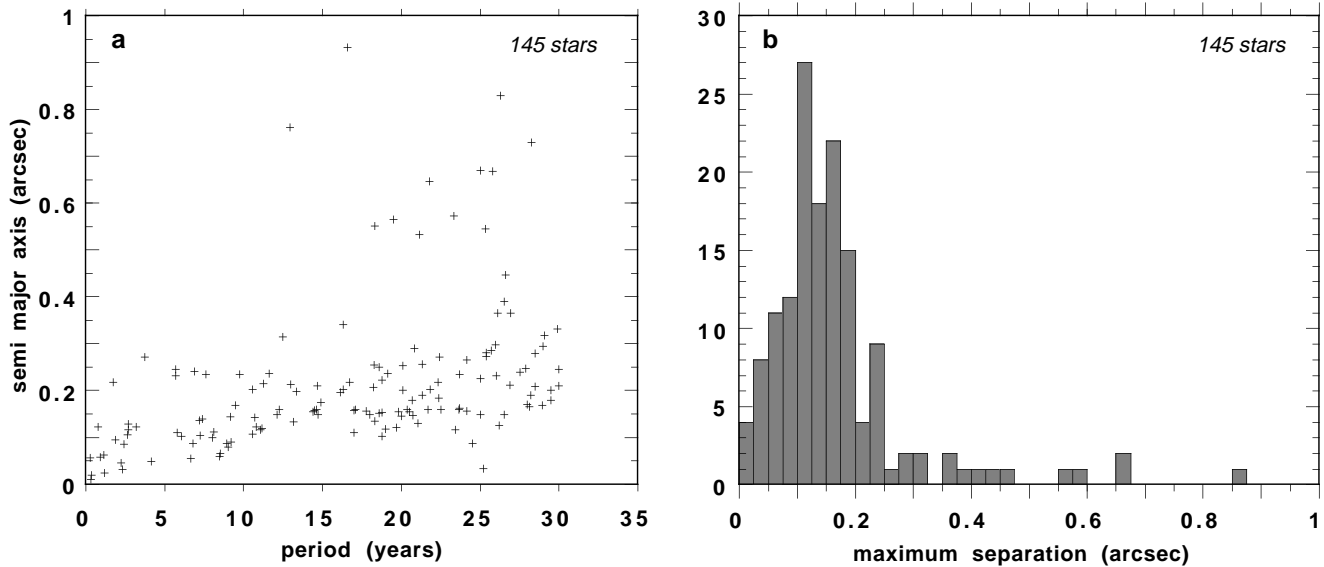 a
145 stars
1
0.8
0.6
0.4
0.2
0
semi major axis (arcsec)
0 5 10 15 20 25 30 35
period (years)
b
145 stars
30
25
20
15
10
5
0
0 0.2 0.4 0.6 0.8 1
maximum separation (arcsec)